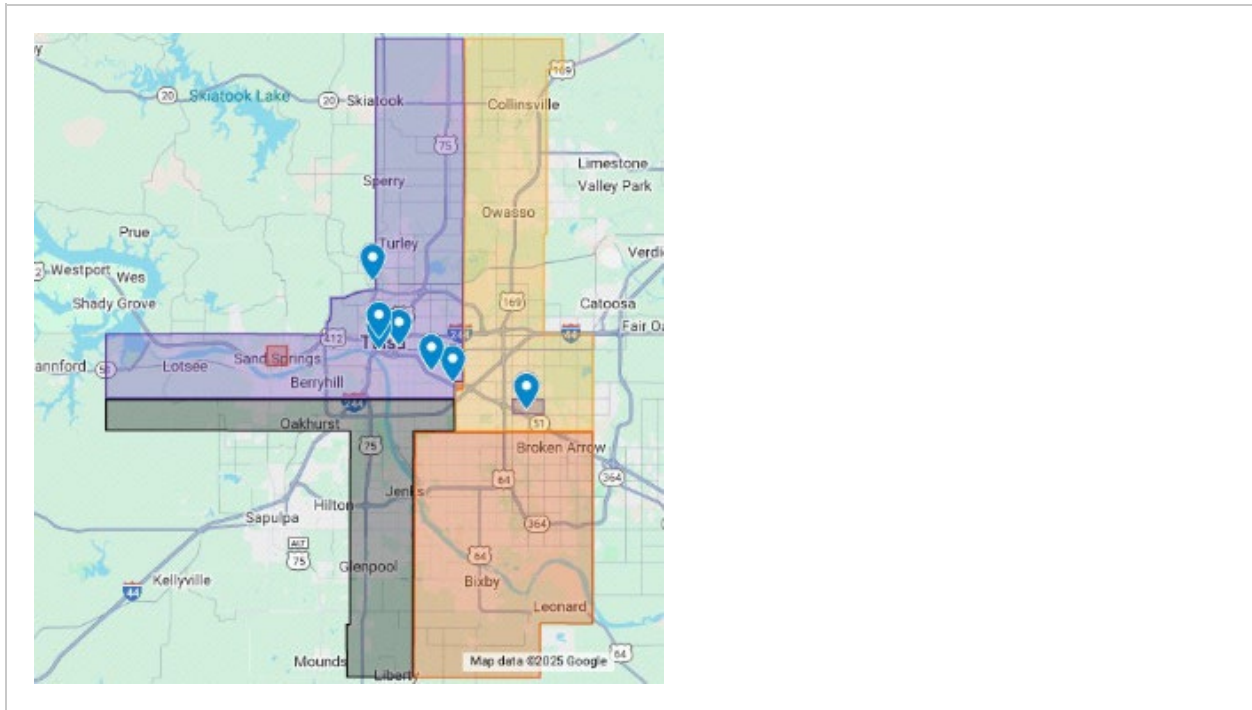 169
20
Skiatook Lake
20
Skiatook
Collinsville
75
Limestone
Sperry
Valley Park
Owasso
Prue
Turley
Westport
Wes
Shady Grove
169
Catoosa
412
244
44
Fair Oa
Tulsa
Sand Springs
annford
51
Lotsee
Berryhill
244
Oakhurst
51
75
Broken Arrow
64
364
Jenks
Hilton
Sapulpa
364
ALT
75
64
Glenpool
Kellyville
Bixby
44
Leonard
64
Mounds
Map data ©2025 Google
Liberty